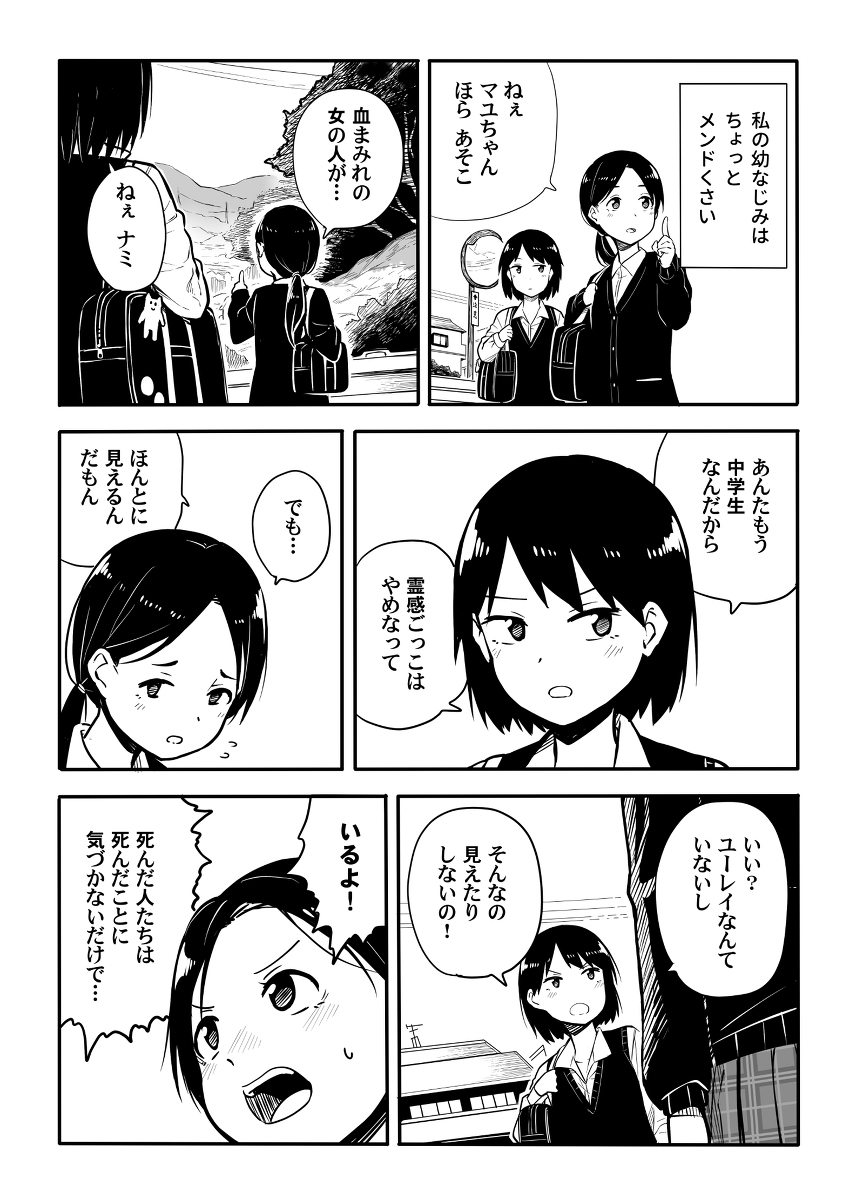 私の幼なじみは
ちょっと
メンドくさい
ねぇ
マユちゃん
ほら あそこ
血まみれの
女の人が…
ねぇ ナミ
あんたもう
中学生
なんだから
霊感ごっこは
やめなって
でも…
ほんとに
見えるん
だもん
いい?
ユーレイなんて
いないし
そんなの
見えたり
しないの!
いるよ!
死んだ人たちは
死んだことに
気づかないだけで…